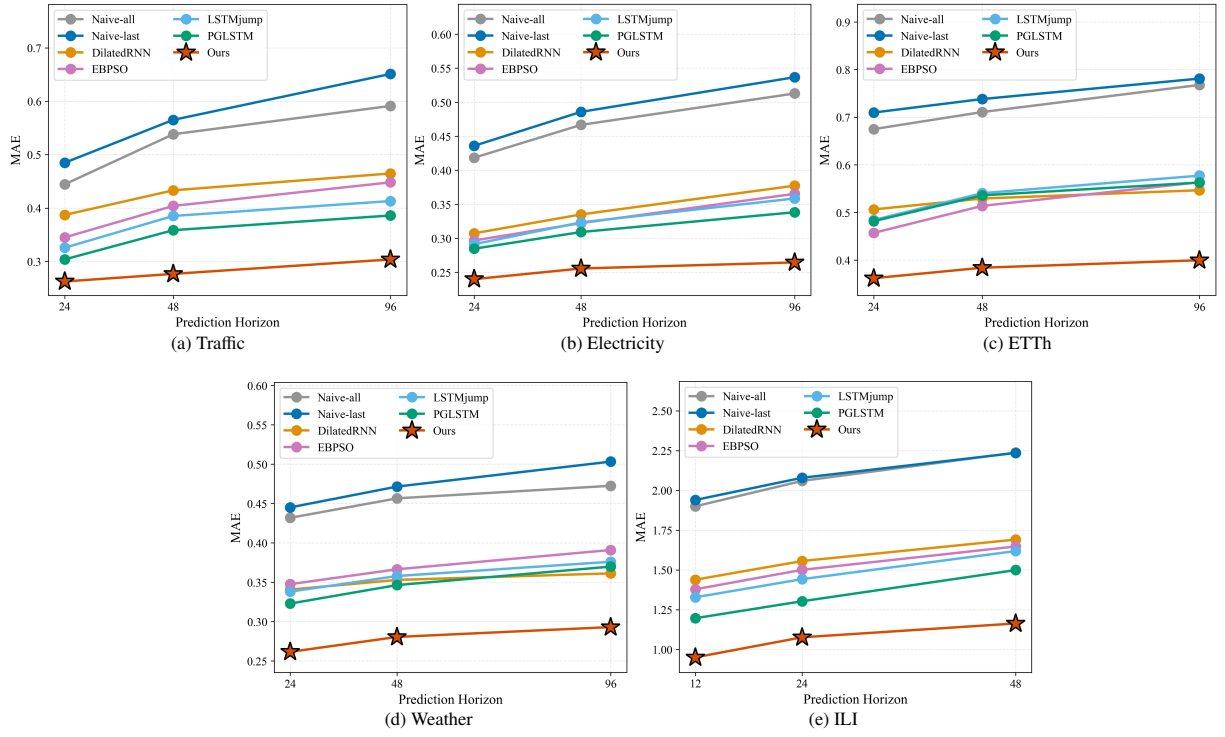 Naive-all
Naive-last
DilatedRNN
EBPSO
LSTMjump
PGLSTM
Ours
MAE
0.7
0.6
0.5
0.4
0.3
24
48
96
Prediction Horizon
(a) Traffic
Naive-all
Naive-last
DilatedRNN
EBPSO
LSTMjump
PGLSTM
Ours
MAE
0.60
0.55
0.50
0.45
0.40
0.35
0.30
0.25
24
48
96
Prediction Horizon
(b) Electricity
Naive-all
Naive-last
DilatedRNN
EBPSO
LSTMjump
PGLSTM
Ours
MAE
0.9
0.8
0.7
0.6
0.5
0.4
24
48
96
Prediction Horizon
(c) ETTh
Naive-all
Naive-last
DilatedRNN
EBPSO
LSTMjump
PGLSTM
Ours
MAE
0.60
0.55
0.50
0.45
0.40
0.35
0.30
0.25
24
48
96
Prediction Horizon
(d) Weather
Naive-all
Naive-last
DilatedRNN
EBPSO
LSTMjump
PGLSTM
Ours
MAE
2.50
2.25
2.00
1.75
1.50
1.25
1.00
12
24
48
Prediction Horizon
(e) ILI